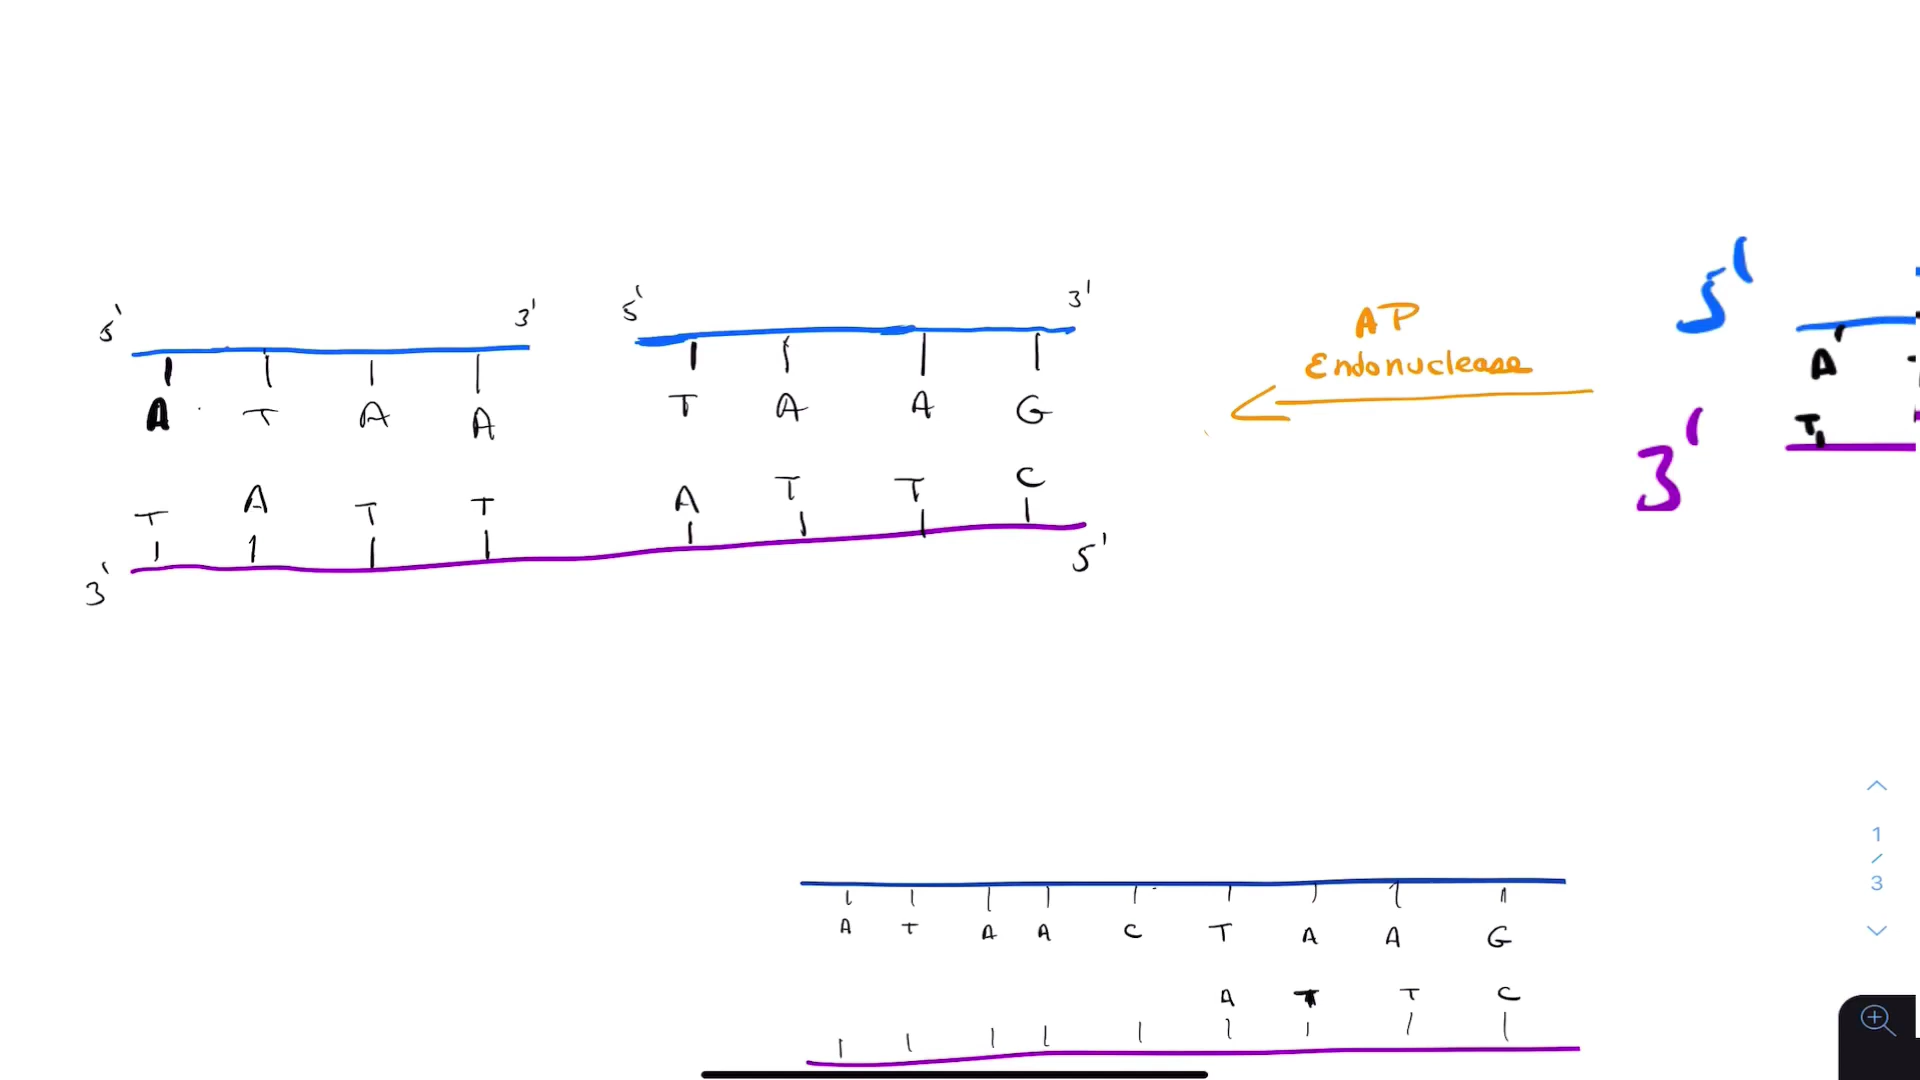 5' 3' 5' 3'
A T A A T A A G
T A T T A T T C
3' 5'
AP
Endonuclease
5'
A
T
3'
A T A A C T A A G
A T T C
1
/
3